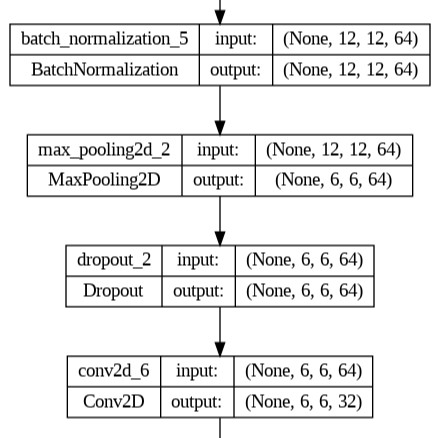 batch_normalization_5 input: (None, 12, 12, 64)
BatchNormalization output: (None, 12, 12, 64)
max_pooling2d_2 input: (None, 12, 12, 64)
MaxPooling2D output: (None, 6, 6, 64)
dropout_2 input: (None, 6, 6, 64)
Dropout output: (None, 6, 6, 64)
conv2d_6 input: (None, 6, 6, 64)
Conv2D output: (None, 6, 6, 32)